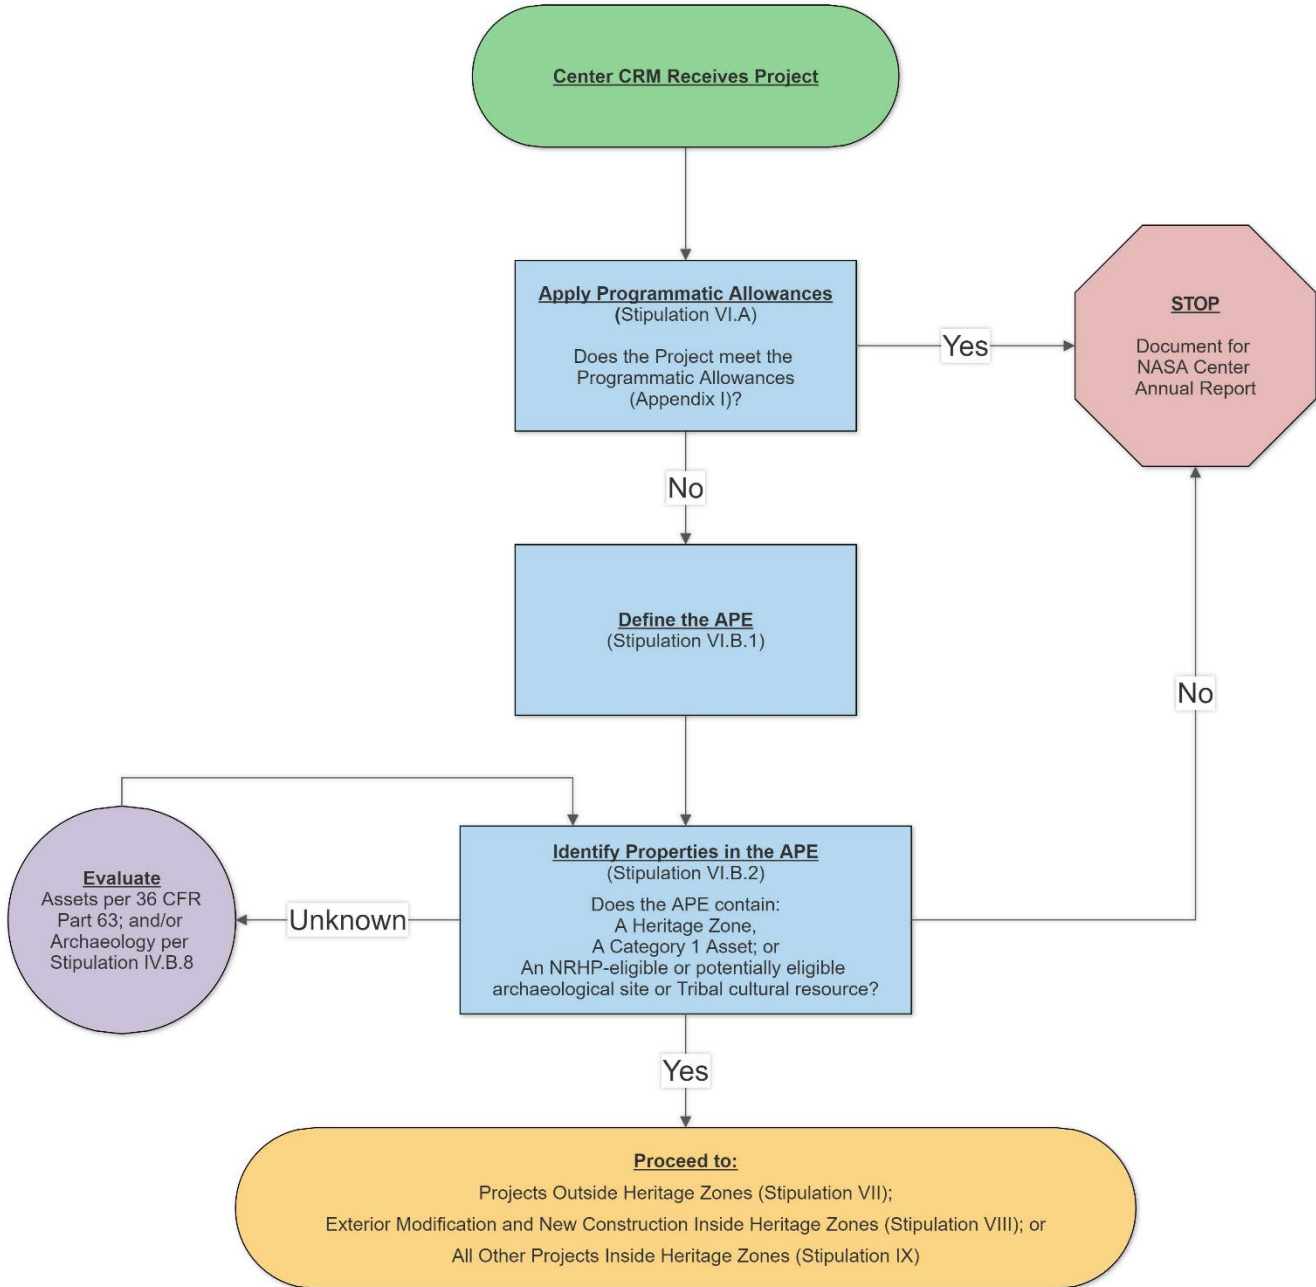 Center CRM Receives Project
Apply Programmatic Allowances
(Stipulation VI.A)
Does the Project meet the
Programmatic Allowances
(Appendix I)?
Yes
STOP
Document for
NASA Center
Annual Report
No
Define the APE
(Stipulation VI.B.1)
No
Identify Properties in the APE
(Stipulation VI.B.2)
Does the APE contain:
A Heritage Zone,
A Category 1 Asset; or
An NRHP-eligible or potentially eligible
archaeological site or Tribal cultural resource?
Unknown
Evaluate
Assets per 36 CFR
Part 63; and/or
Archaeology per
Stipulation IV.B.8
Yes
Proceed to:
Projects Outside Heritage Zones (Stipulation VII);
Exterior Modification and New Construction Inside Heritage Zones (Stipulation VIII); or
All Other Projects Inside Heritage Zones (Stipulation IX)